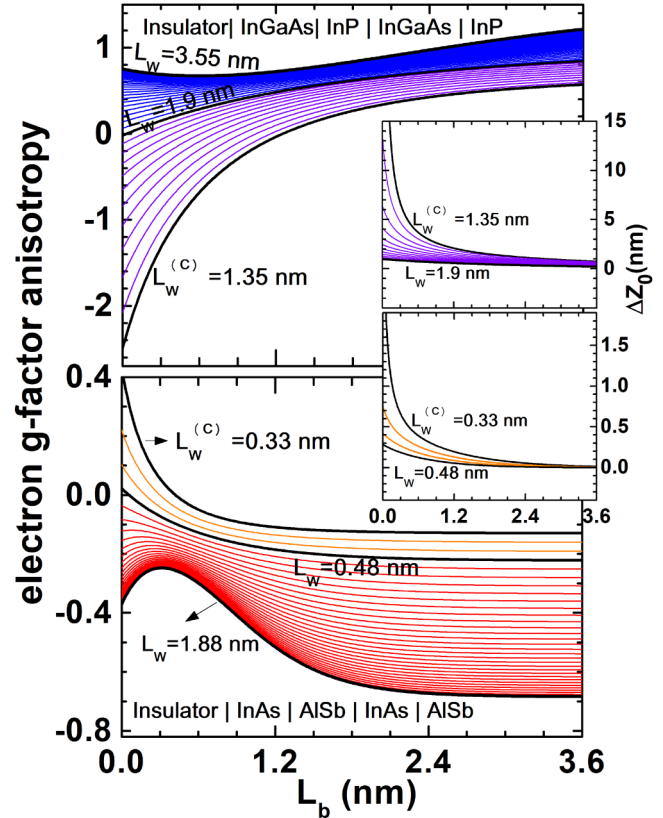 Insulator| InGaAs| InP | InGaAs | InP
1
0
-1
-2
L_w=3.55 nm
L_w=1.9 nm
L_w^(C)=1.35 nm
15
10
5
0
L_w^(C)=1.35 nm
L_w=1.9 nm
ΔZ_0(nm)
1.5
1.0
0.5
0.0
L_w^(C)=0.33 nm
L_w=0.48 nm
0.0 1.2 2.4 3.6
electron g-factor anisotropy
0.4
0.0
-0.4
-0.8
L_w^(C)=0.33 nm
L_w=0.48 nm
L_w=1.88 nm
Insulator | InAs | AlSb | InAs | AlSb
0.0 1.2 2.4 3.6
L_b (nm)